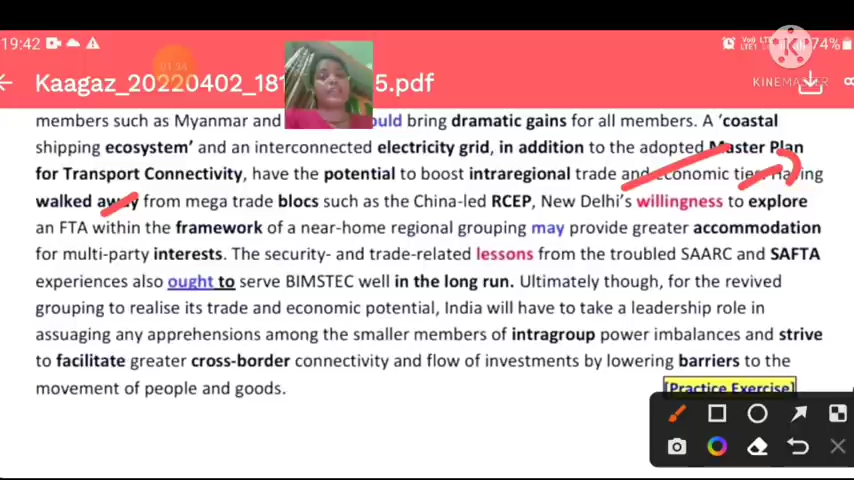 19:42 74%
Kaagaz_20220402_181 5.pdf
KINEMASTER
01:34
members such as Myanmar and ould bring dramatic gains for all members. A ‘coastal
shipping ecosystem’ and an interconnected electricity grid, in addition to the adopted Master Plan
for Transport Connectivity, have the potential to boost intraregional trade and economic ties. Having
walked away from mega trade blocs such as the China-led RCEP, New Delhi’s willingness to explore
an FTA within the framework of a near-home regional grouping may provide greater accommodation
for multi-party interests. The security- and trade-related lessons from the troubled SAARC and SAFTA
experiences also ought to serve BIMSTEC well in the long run. Ultimately though, for the revived
grouping to realise its trade and economic potential, India will have to take a leadership role in
assuaging any apprehensions among the smaller members of intragroup power imbalances and strive
to facilitate greater cross-border connectivity and flow of investments by lowering barriers to the
movement of people and goods. [Practice Exercise]